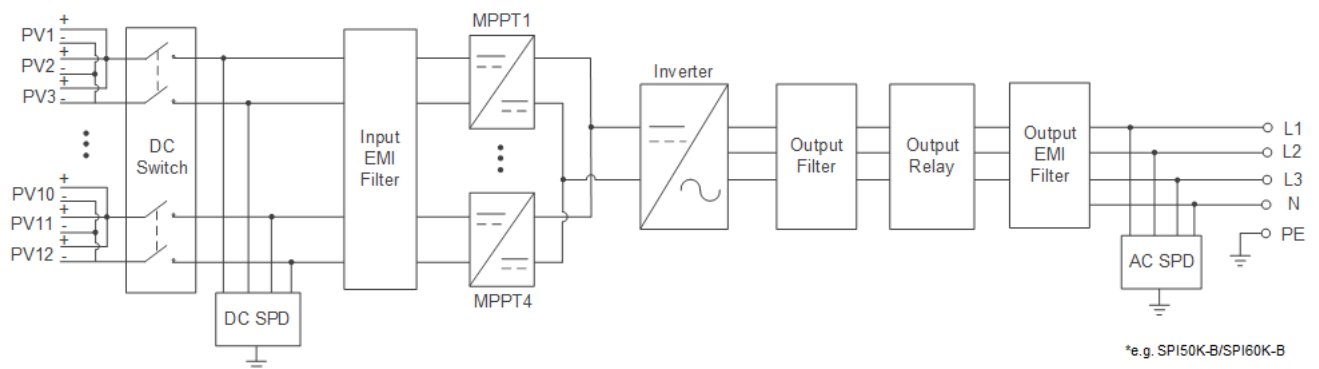 PV1
+
-
PV2
+
-
PV3
+
-
PV10
+
-
PV11
+
-
PV12
+
-
DC
Switch
DC SPD
Input
EMI
Filter
MPPT1
MPPT4
Inverter
Output
Filter
Output
Relay
Output
EMI
Filter
L1
L2
L3
N
PE
AC SPD
*e.g. SPI50K-B/SPI60K-B